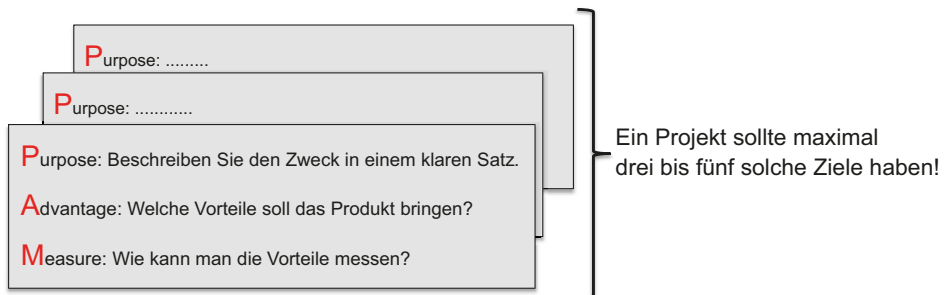 Purpose: .........
Purpose: ............
Purpose: Beschreiben Sie den Zweck in einem klaren Satz.
Advantage: Welche Vorteile soll das Produkt bringen?
Measure: Wie kann man die Vorteile messen?
Ein Projekt sollte maximal
drei bis fünf solche Ziele haben!